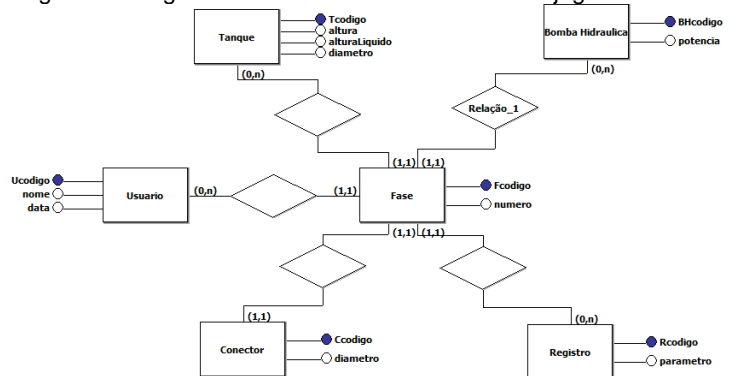 Tcodigo
altura
alturaLiquido
diametro
Tanque
(0,n)
BHcodigo
potencia
Bomba Hidraulica
(0,n)
Relação_1
(1,1) (1,1)
Ucodigo
nome
data
Usuario
(0,n)
(1,1)
Fase
Fcodigo
numero
(1,1) (1,1)
(1,1)
(0,n)
Conector
Ccodigo
diametro
Registro
Rcodigo
parametro